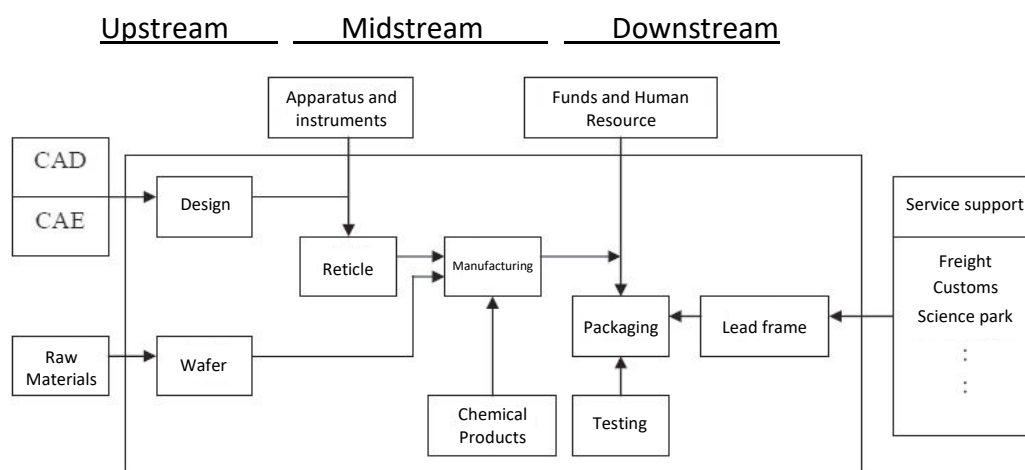 Upstream
Midstream
Downstream
Apparatus and
instruments
Funds and Human
Resource
CAD
CAE
Design
Service support
Reticle
Manufacturing
Freight
Customs
Science park
:
:
Packaging
Lead frame
Raw
Materials
Wafer
Chemical
Products
Testing